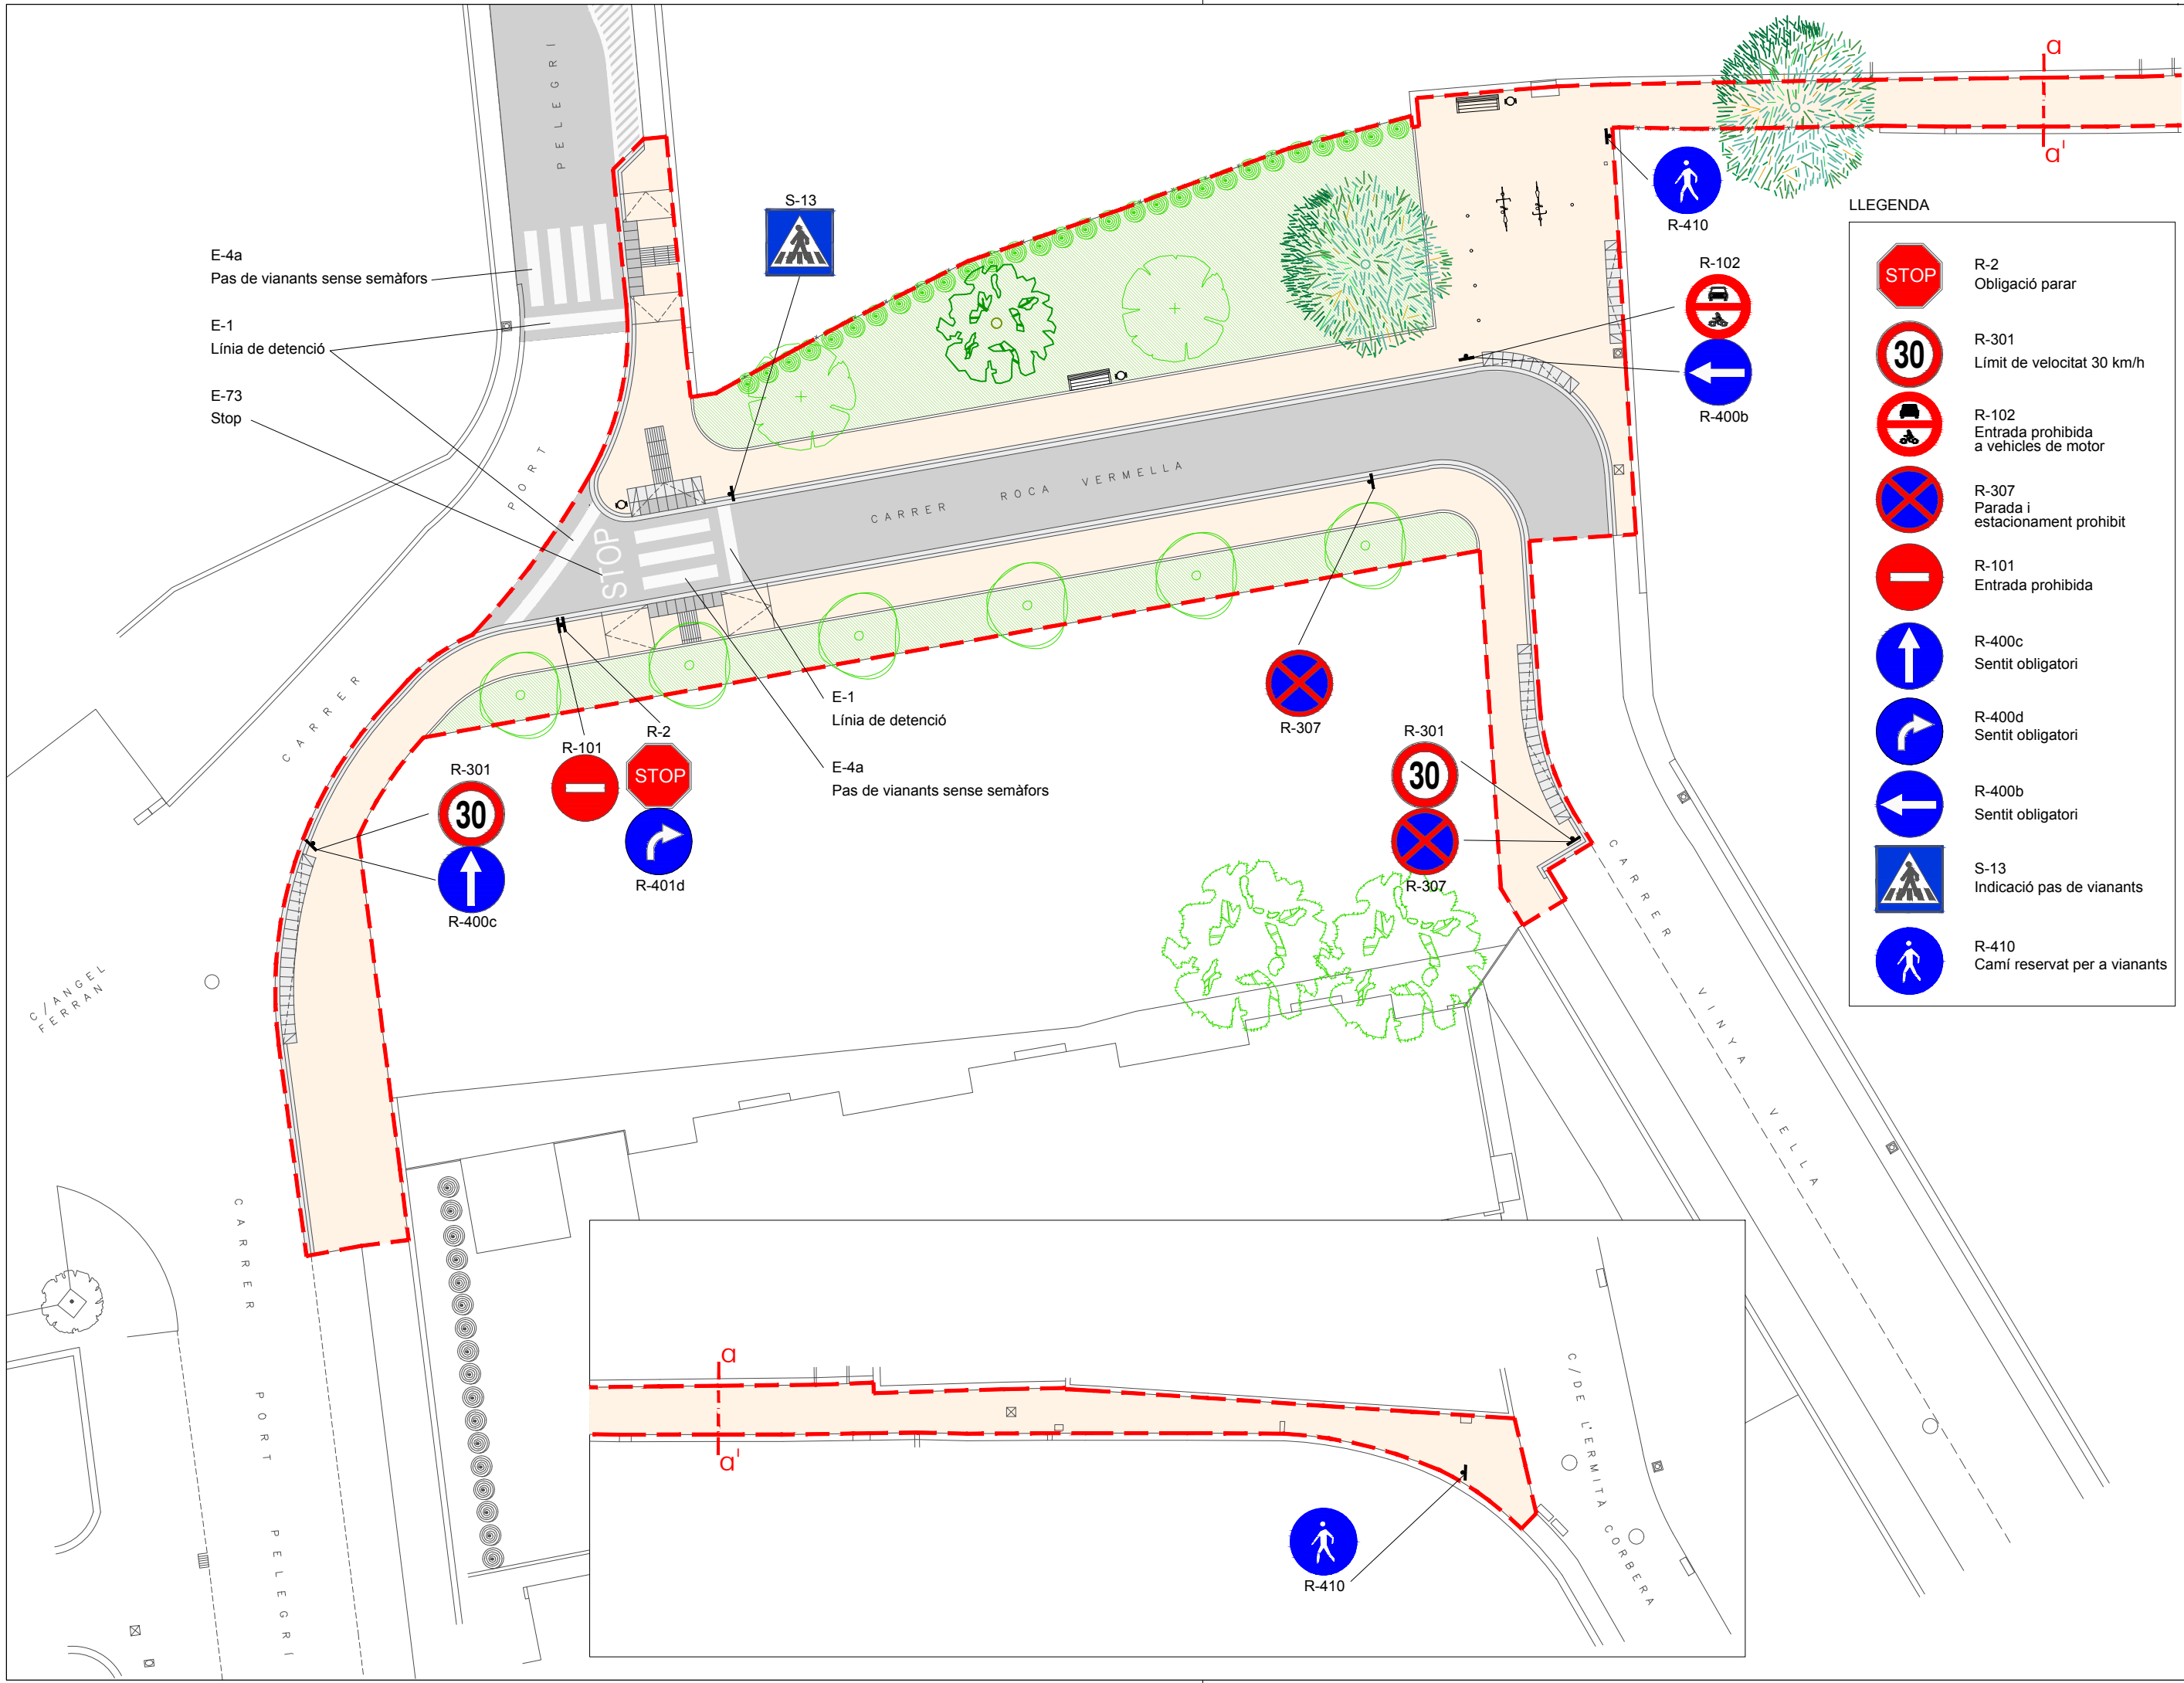 PELEGRI
E-4a
Pas de vianants sense semàfors
E-1
Línia de detenció
E-73
Stop
PORT
CARRER
S-13
STOP
CARRER ROCA VERMELLA
a
a'
R-410
R-102
R-400b
LLEGENDA
STOP
R-2
Obligació parar
30
R-301
Límit de velocitat 30 km/h
R-102
Entrada prohibida
a vehicles de motor
R-307
Parada i
estacionament prohibit
R-101
Entrada prohibida
R-400c
Sentit obligatori
R-400d
Sentit obligatori
R-400b
Sentit obligatori
S-13
Indicació pas de vianants
R-410
Camí reservat per a vianants
E-1
Línia de detenció
E-4a
Pas de vianants sense semàfors
R-101
R-2
STOP
R-401d
R-301
30
R-400c
R-307
R-301
30
R-307
C/ANGEL
FERRAN
CARRER VINYA VELLA
CARRER PORT PELEGRI
a
a'
R-410
C/DE L'ERMITÀ CORBERA